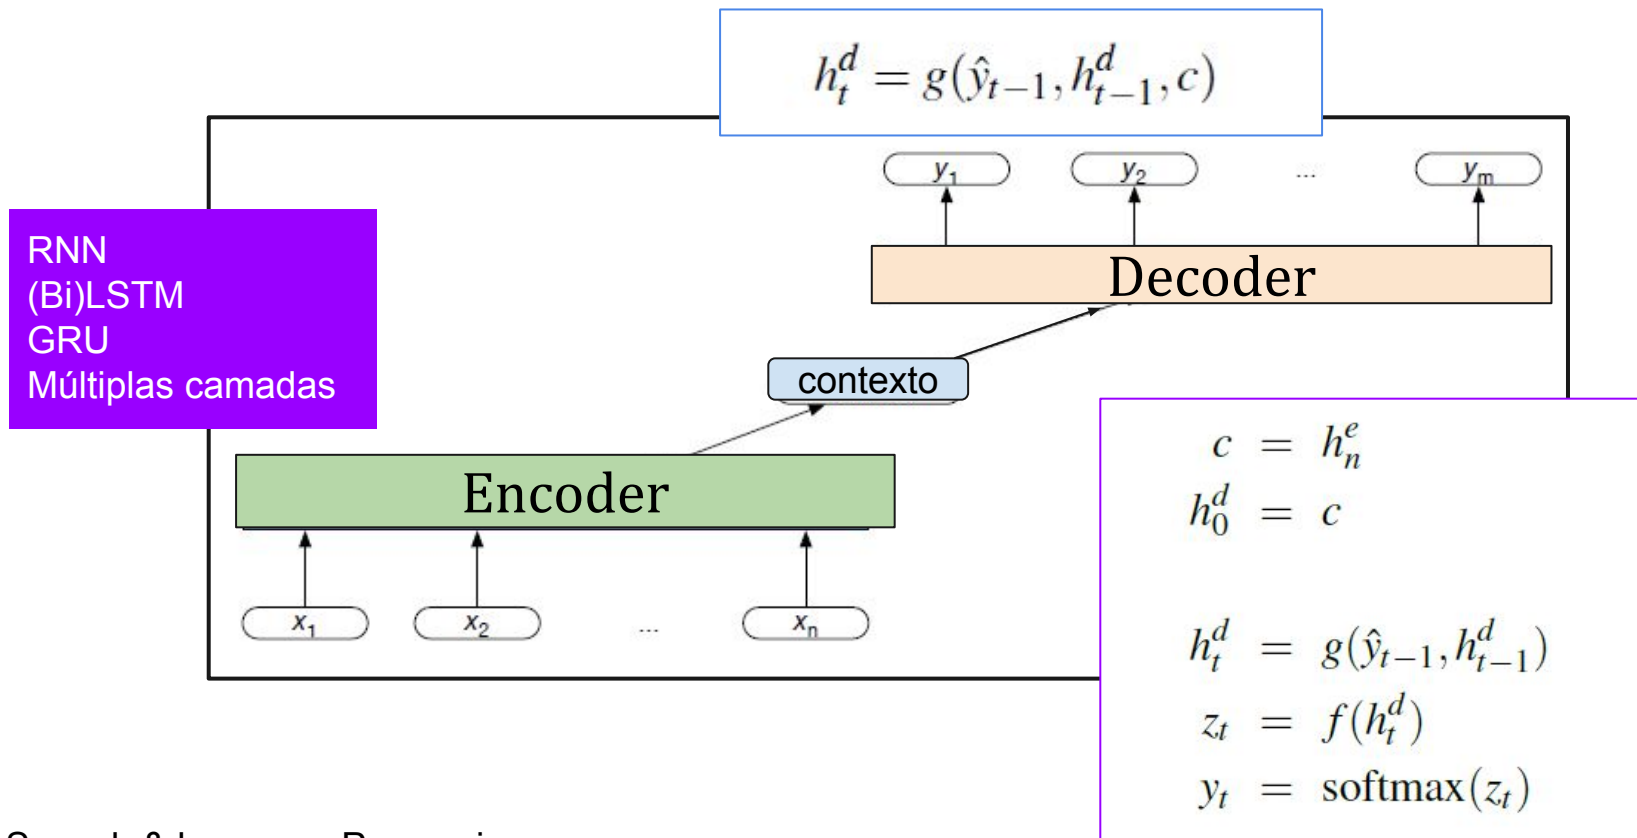 h_t^d = g(ŷ_{t−1}, h_{t−1}^d, c)
y_1 y_2 ... y_m
RNN
(Bi)LSTM
GRU
Múltiplas camadas
Decoder
contexto
Encoder
x_1 x_2 ... x_n
c = h_n^e
h_0^d = c
h_t^d = g(ŷ_{t−1}, h_{t−1}^d)
z_t = f(h_t^d)
y_t = softmax(z_t)